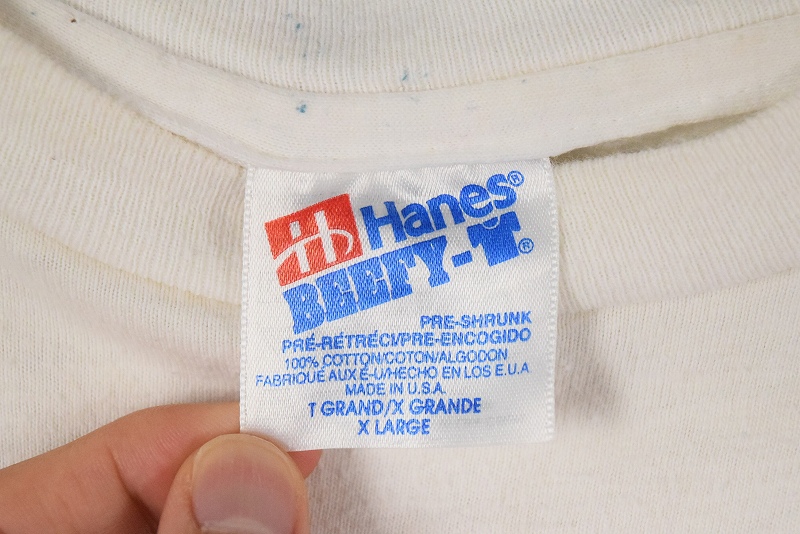 H Hanes®
BEEFY-T®
PRE-SHRUNK
PRÉ-RÉTRÉCI/PRE-ENCOGIDO
100% COTTON/COTON/ALGODON
FABRIQUÉ AUX É-U/HECHO EN LOS E.U.A.
MADE IN U.S.A.
T GRAND/X GRANDE
X LARGE